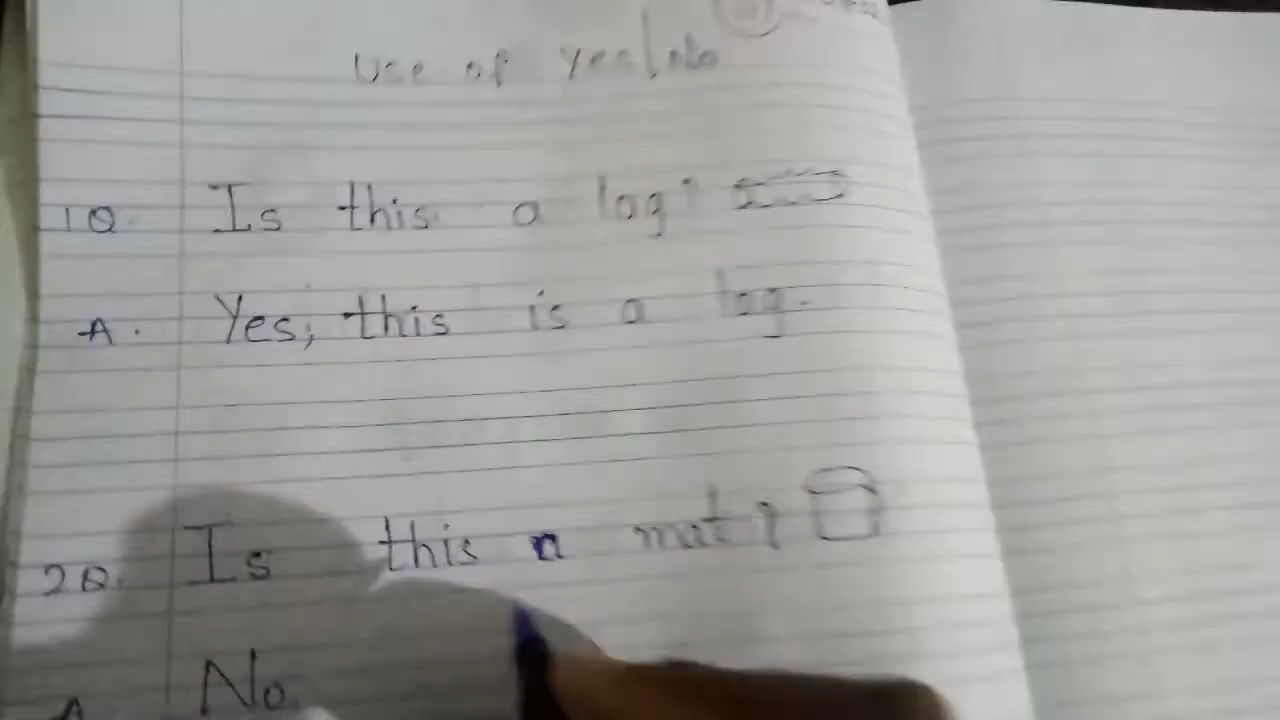 Use of Yes/No
1Q. Is this a log?
A. Yes, this is a log.
2Q. Is this a mat?
A. No